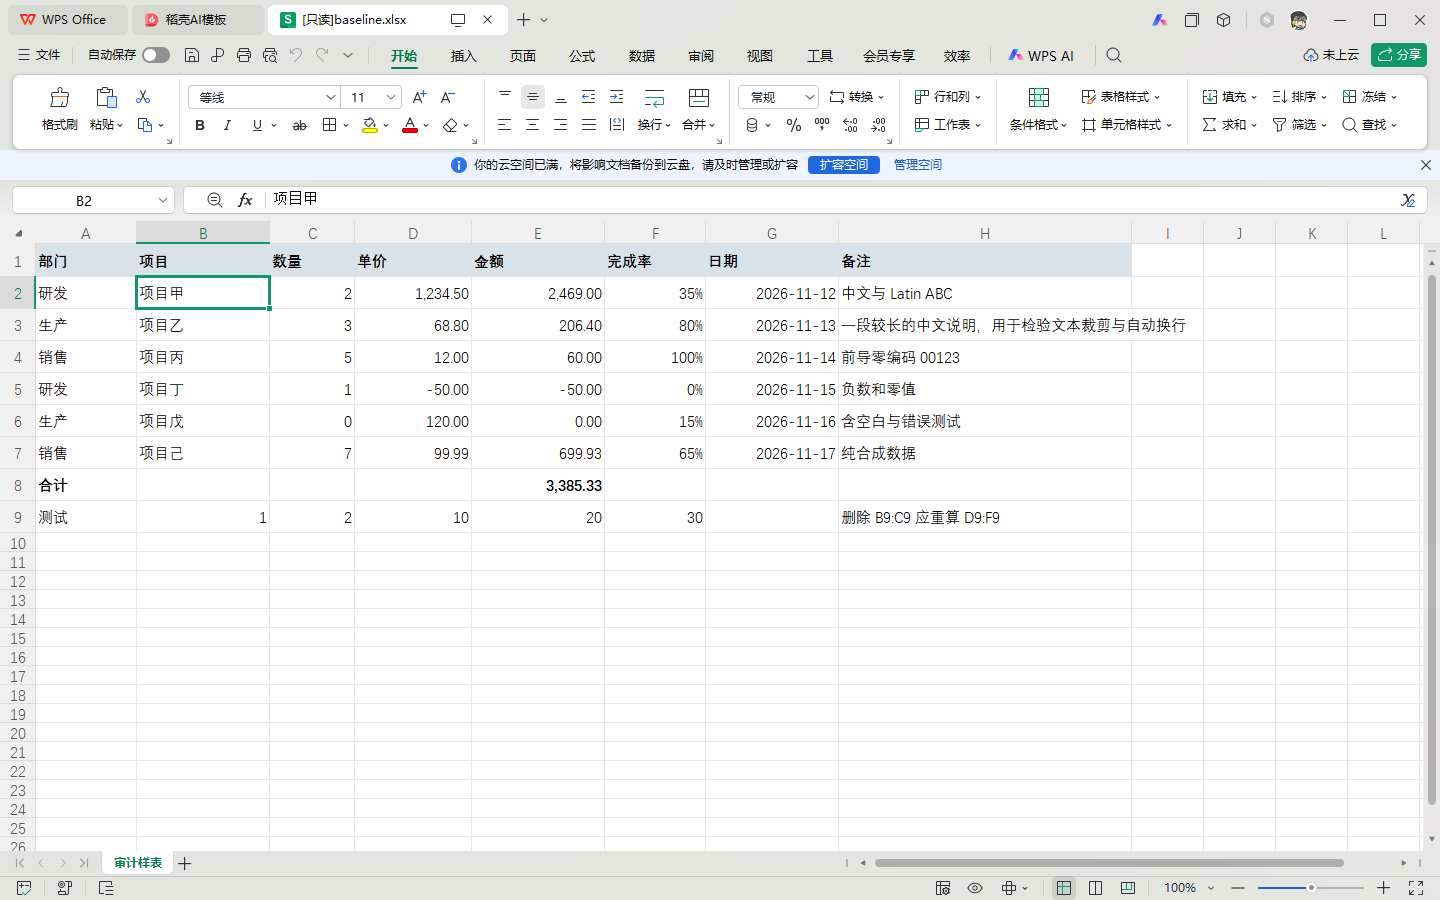 WPS Office 稻壳AI模板 [只读]baseline.xlsx
文件 自动保存 开始 插入 页面 公式 数据 审阅 视图 工具 会员专享 效率 WPS AI 未上云 分享
等线 11 常规 转换 行和列 表格样式 填充 排序 冻结
格式刷 粘贴 B I U ab A 换行 合并 % 工作表 条件格式 单元格样式 求和 筛选 查找
你的云空间已满，将影响文档备份到云盘，请及时管理或扩容 扩容空间 管理空间
B2 fx 项目甲
A B C D E F G H I J K L
1 部门 项目 数量 单价 金额 完成率 日期 备注
2 研发 项目甲 2 1,234.50 2,469.00 35% 2026-11-12 中文与 Latin ABC
3 生产 项目乙 3 68.80 206.40 80% 2026-11-13 一段较长的中文说明，用于检验文本裁剪与自动换行
4 销售 项目丙 5 12.00 60.00 100% 2026-11-14 前导零编码 00123
5 研发 项目丁 1 -50.00 -50.00 0% 2026-11-15 负数和零值
6 生产 项目戊 0 120.00 0.00 15% 2026-11-16 含空白与错误测试
7 销售 项目己 7 99.99 699.93 65% 2026-11-17 纯合成数据
8 合计 3,385.33
9 测试 1 2 10 20 30 删除 B9:C9 应重算 D9:F9
10
11
12
13
14
15
16
17
18
19
20
21
22
23
24
25
26
审计样表
100%